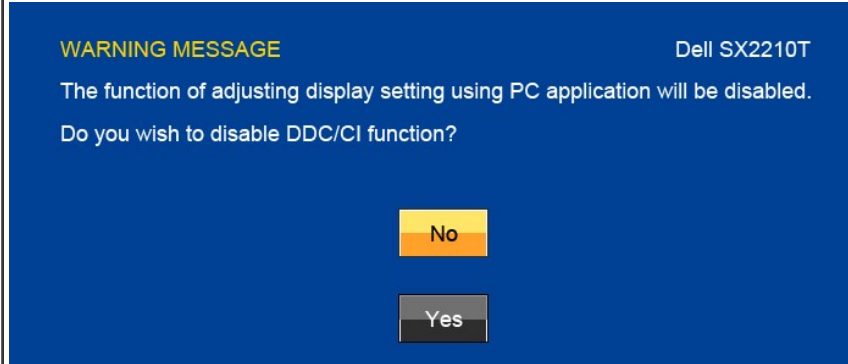 WARNING MESSAGE Dell SX2210T
The function of adjusting display setting using PC application will be disabled.
Do you wish to disable DDC/CI function?
No
Yes